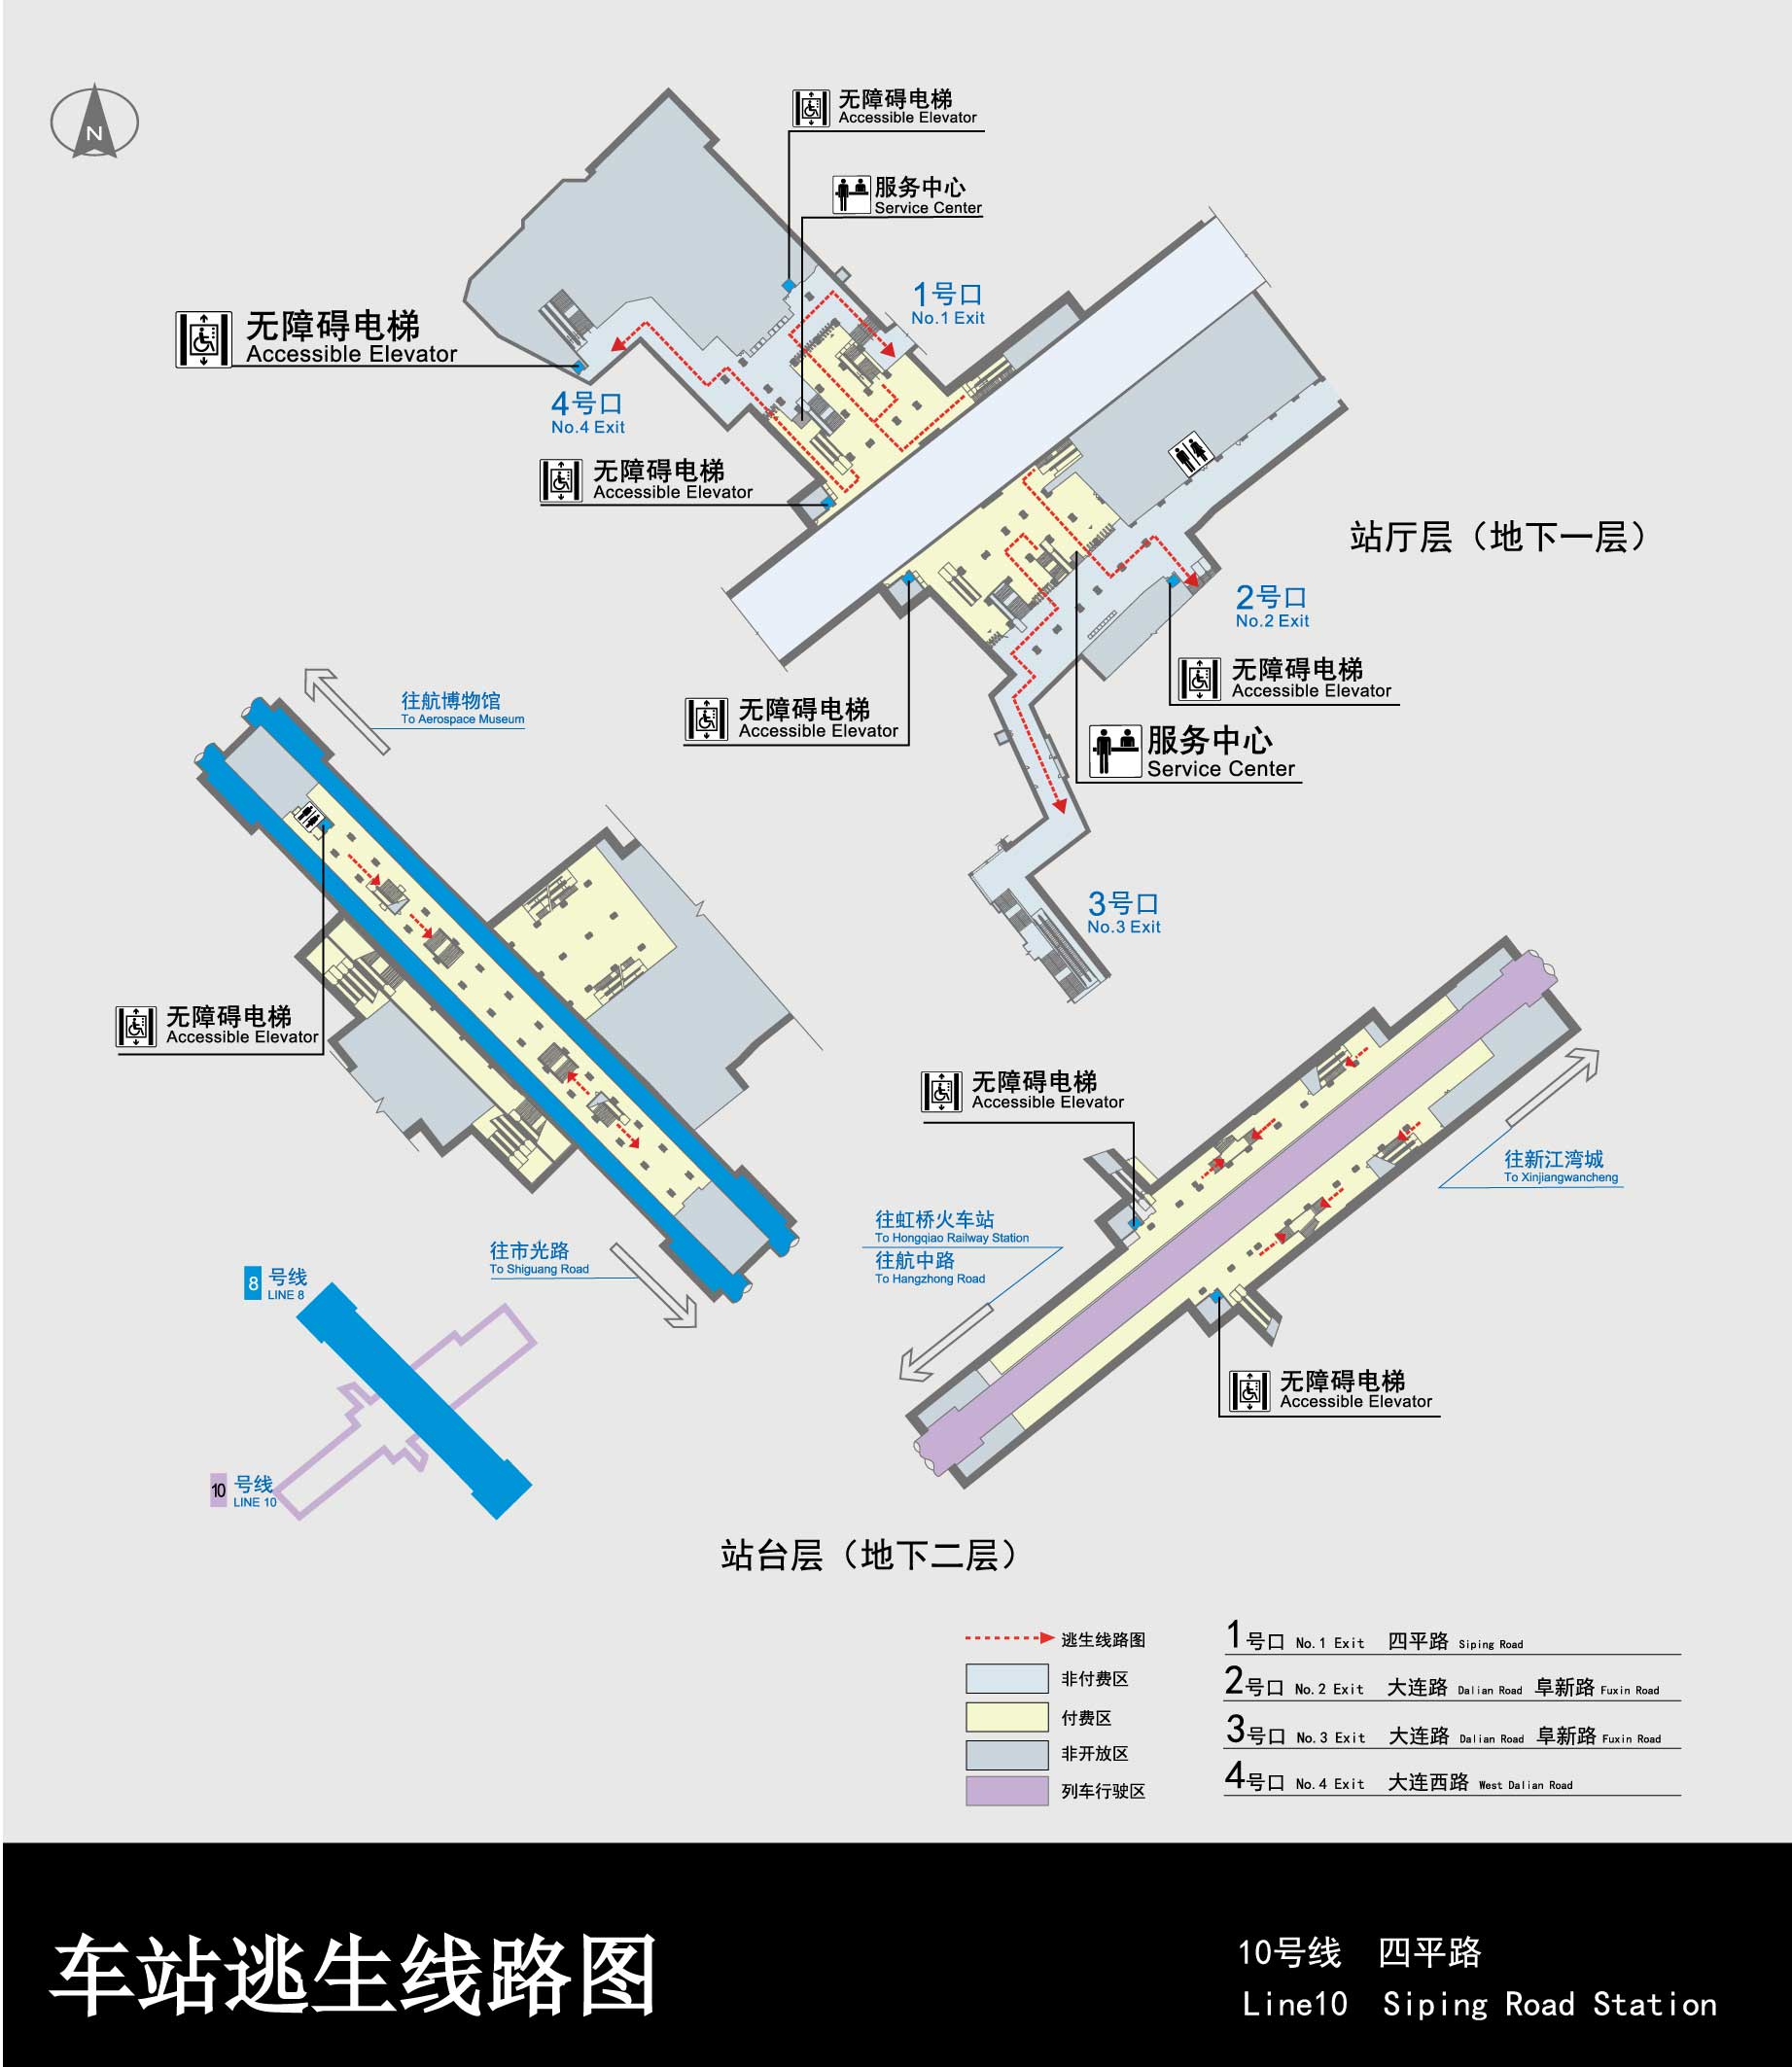 N
无障碍电梯
Accessible Elevator
服务中心
Service Center
1号口
No.1 Exit
无障碍电梯
Accessible Elevator
4号口
No.4 Exit
无障碍电梯
Accessible Elevator
站厅层（地下一层）
2号口
No.2 Exit
无障碍电梯
Accessible Elevator
无障碍电梯
Accessible Elevator
服务中心
Service Center
往航博物馆
To Aerospace Museum
3号口
No.3 Exit
无障碍电梯
Accessible Elevator
无障碍电梯
Accessible Elevator
往新江湾城
To Xinjiangwancheng
往虹桥火车站
To Hongqiao Railway Station
往航中路
To Hangzhong Road
往市光路
To Shiguang Road
8 号线
LINE 8
无障碍电梯
Accessible Elevator
10 号线
LINE 10
站台层（地下二层）
逃生线路图
非付费区
付费区
非开放区
列车行驶区
1号口 No.1 Exit 四平路 Siping Road
2号口 No.2 Exit 大连路 Dalian Road 阜新路 Fuxin Road
3号口 No.3 Exit 大连路 Dalian Road 阜新路 Fuxin Road
4号口 No.4 Exit 大连西路 West Dalian Road
车站逃生线路图
10号线 四平路
Line10 Siping Road Station